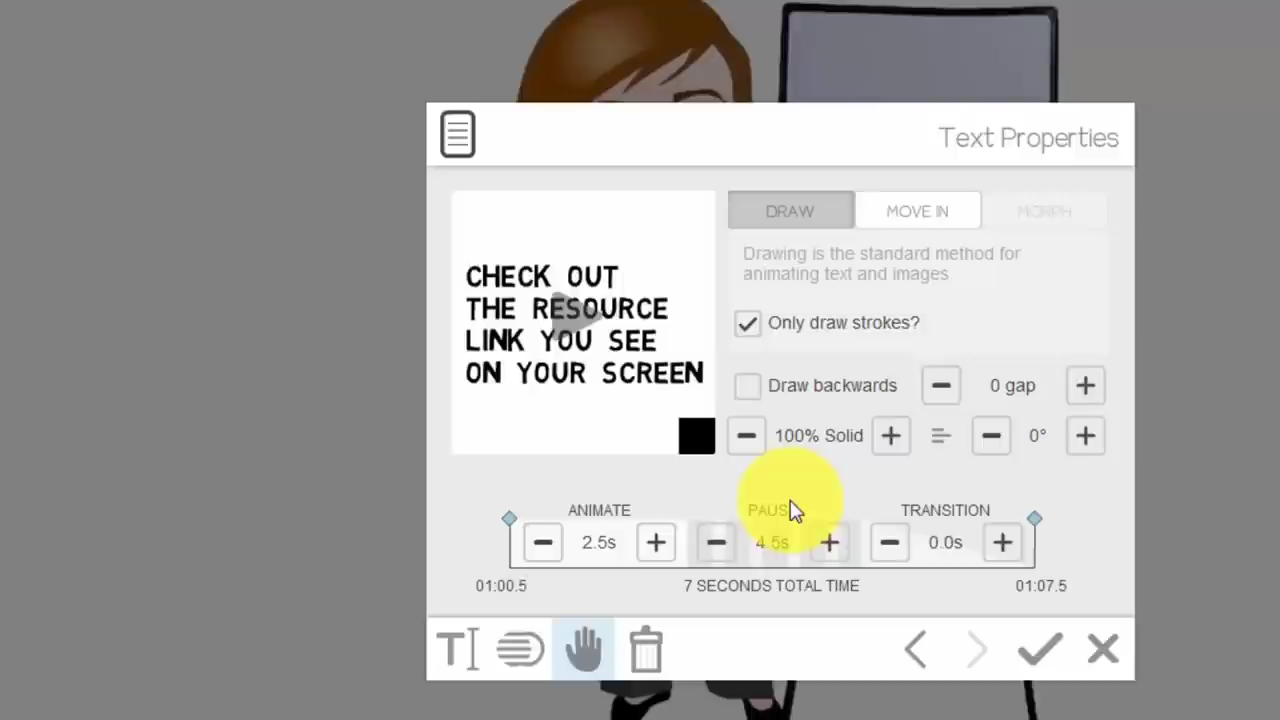 Text Properties
CHECK OUT
THE RESOURCE
LINK YOU SEE
ON YOUR SCREEN
DRAW MOVE IN MORPH
Drawing is the standard method for
animating text and images
Only draw strokes?
Draw backwards 0 gap
100% Solid 0°
ANIMATE PAUSE TRANSITION
2.5s 4.5s 0.0s
01:00.5 7 SECONDS TOTAL TIME 01:07.5